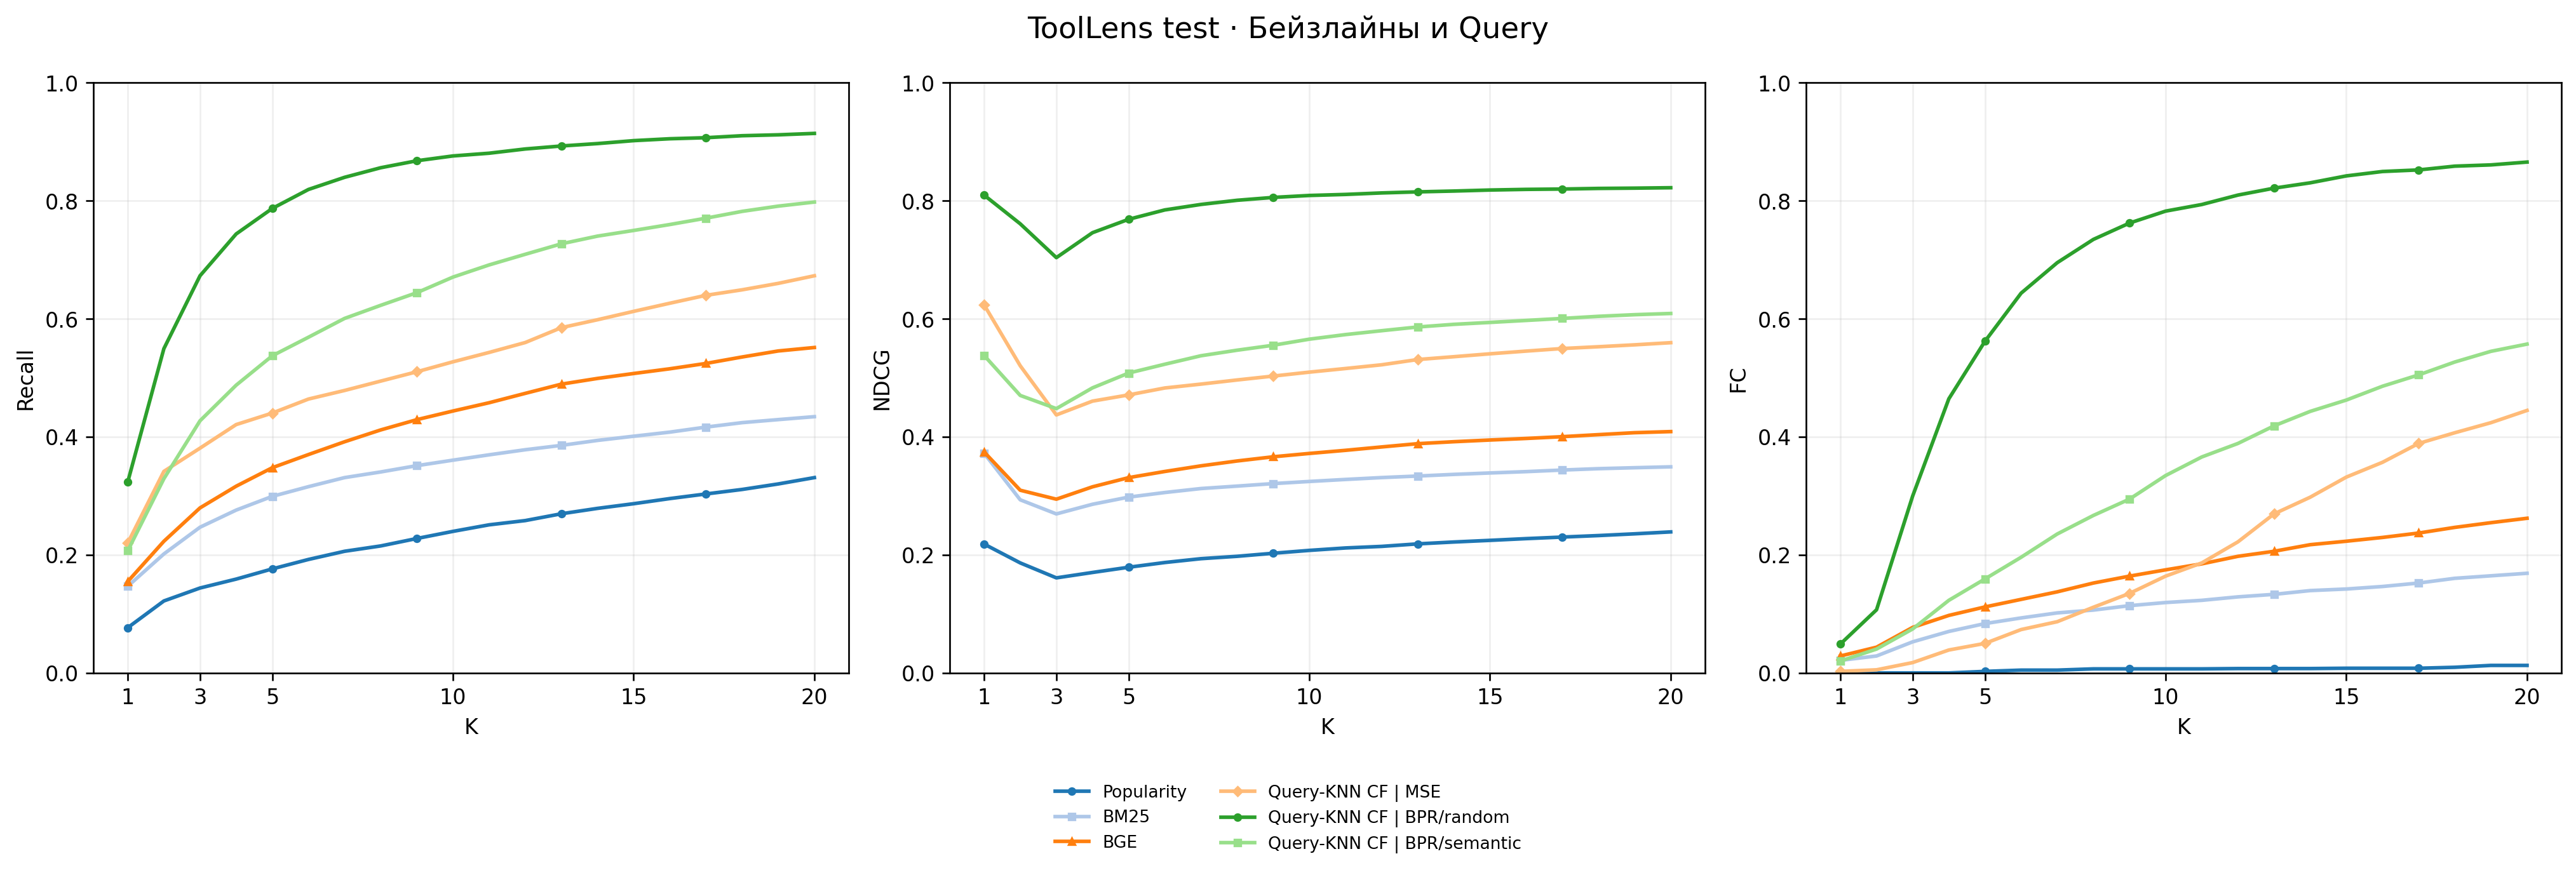 ToolLens test · Бейзлайны и Query
Recall
1.0
0.8
0.6
0.4
0.2
0.0
1 3 5 10 15 20
K
NDCG
1.0
0.8
0.6
0.4
0.2
0.0
1 3 5 10 15 20
K
FC
1.0
0.8
0.6
0.4
0.2
0.0
1 3 5 10 15 20
K
Popularity
BM25
BGE
Query-KNN CF | MSE
Query-KNN CF | BPR/random
Query-KNN CF | BPR/semantic